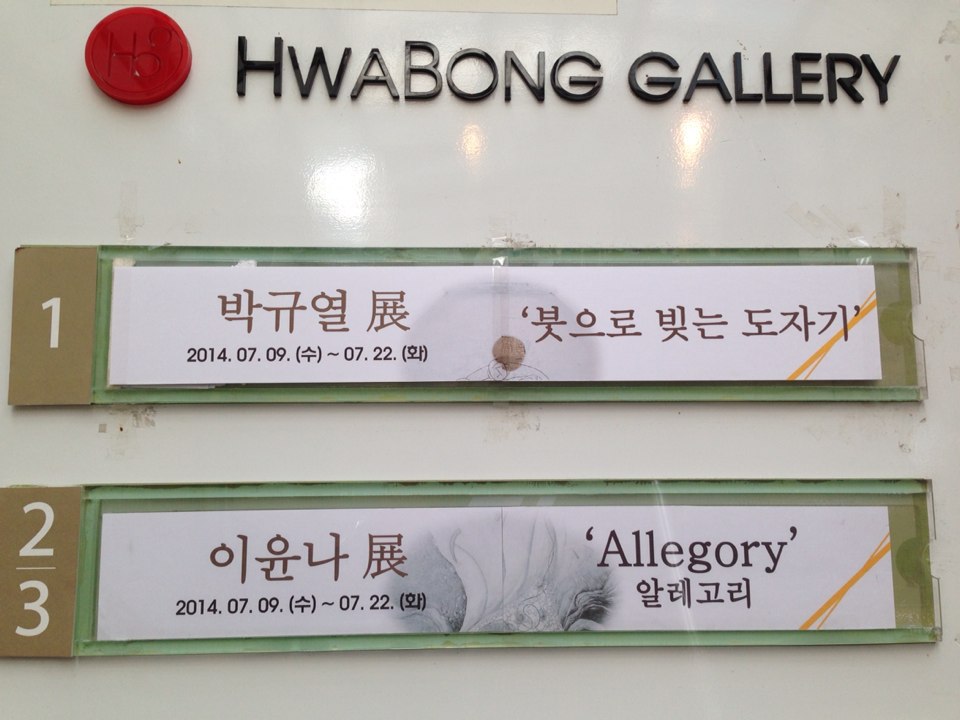 HB
HWABONG GALLERY
1
박규열 展
2014. 07. 09. (수) ~ 07. 22. (화)
‘붓으로 빚는 도자기’
2
3
이윤나 展
2014. 07. 09. (수) ~ 07. 22. (화)
‘Allegory’
알레고리